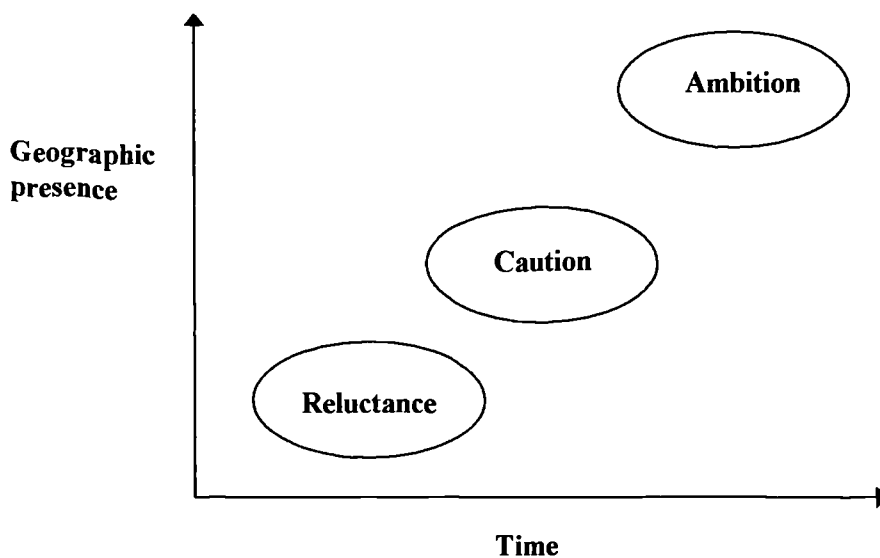 Ambition
Geographic
presence
Caution
Reluctance
Time